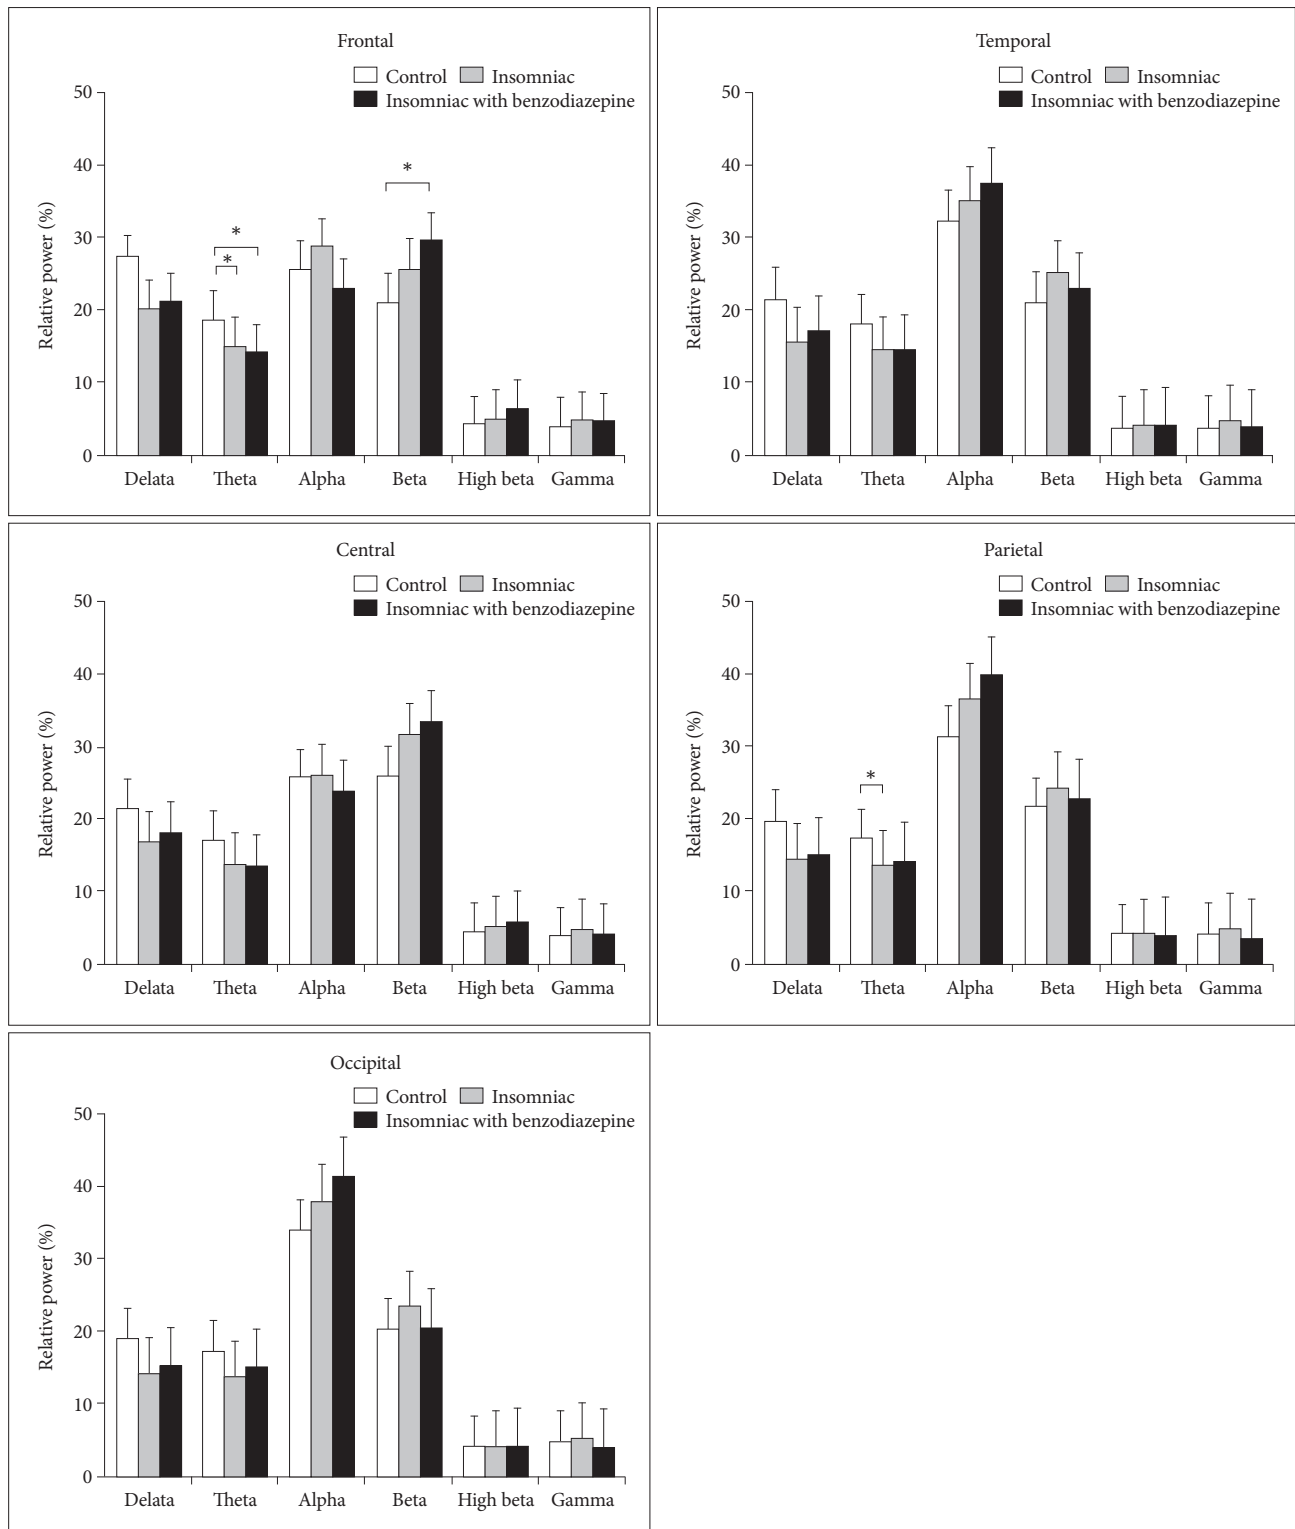 Frontal
Control Insomniac
Insomniac with benzodiazepine
50
40
30
20
10
0
Relative power (%)
*
*
*
Delata Theta Alpha Beta High beta Gamma
Temporal
Control Insomniac
Insomniac with benzodiazepine
50
40
30
20
10
0
Relative power (%)
Delata Theta Alpha Beta High beta Gamma
Central
Control Insomniac
Insomniac with benzodiazepine
50
40
30
20
10
0
Relative power (%)
Delata Theta Alpha Beta High beta Gamma
Parietal
Control Insomniac
Insomniac with benzodiazepine
50
40
30
20
10
0
Relative power (%)
*
Delata Theta Alpha Beta High beta Gamma
Occipital
Control Insomniac
Insomniac with benzodiazepine
50
40
30
20
10
0
Relative power (%)
Delata Theta Alpha Beta High beta Gamma